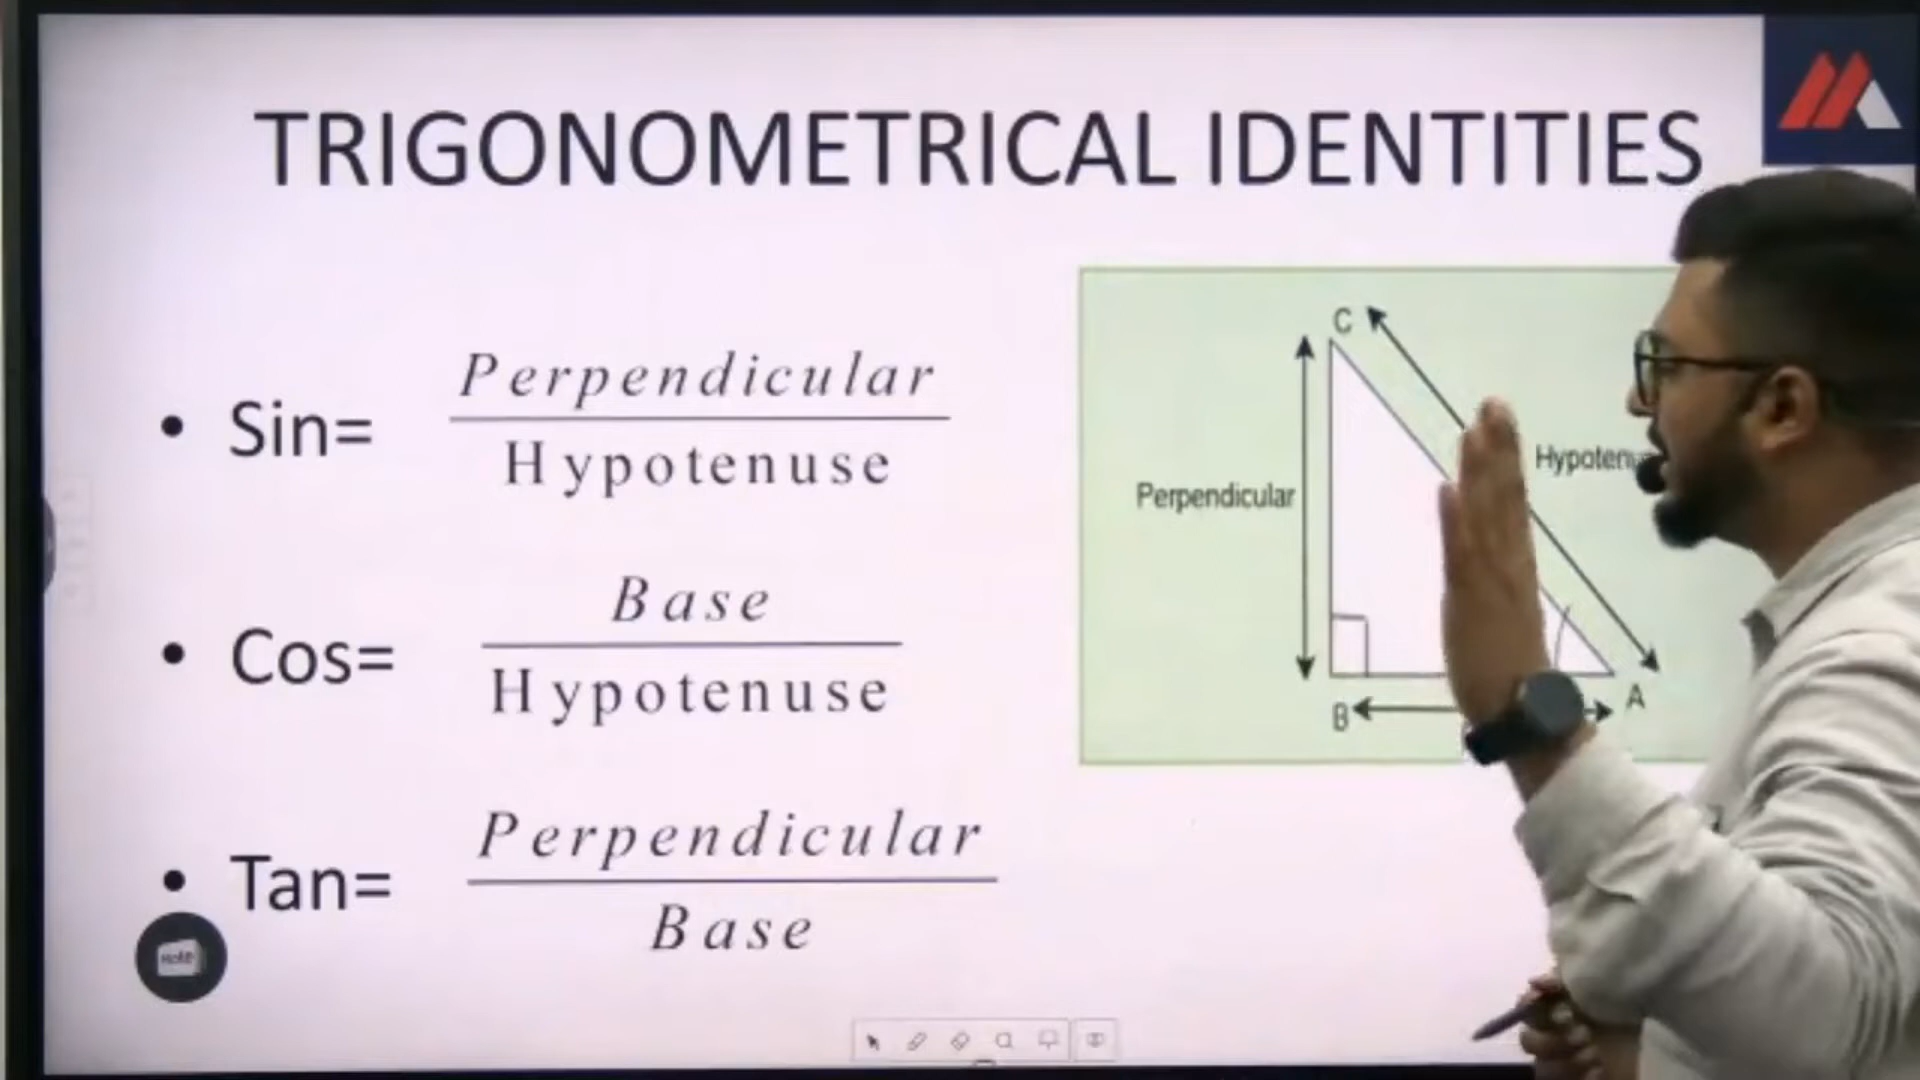 TRIGONOMETRICAL IDENTITIES
• Sin=
Perpendicular
Hypotenuse
• Cos=
Base
Hypotenuse
• Tan=
Perpendicular
Base
C
Perpendicular
B
A